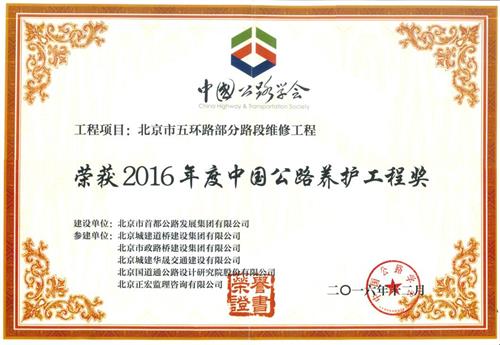 中国公路学会
China Highway & Transportation Society
工程项目：北京市五环路部分路段维修工程
荣获2016年度中国公路养护工程奖
建设单位：北京市首都公路发展集团有限公司
参建单位：北京城建道桥建设集团有限公司
北京市政路桥建设集团有限公司
北京城建华晟交通建设有限公司
北京国道通公路设计研究院股份有限公司
北京正宏监理咨询有限公司
荣誉證書
二〇一六年十二月
中国公路学会